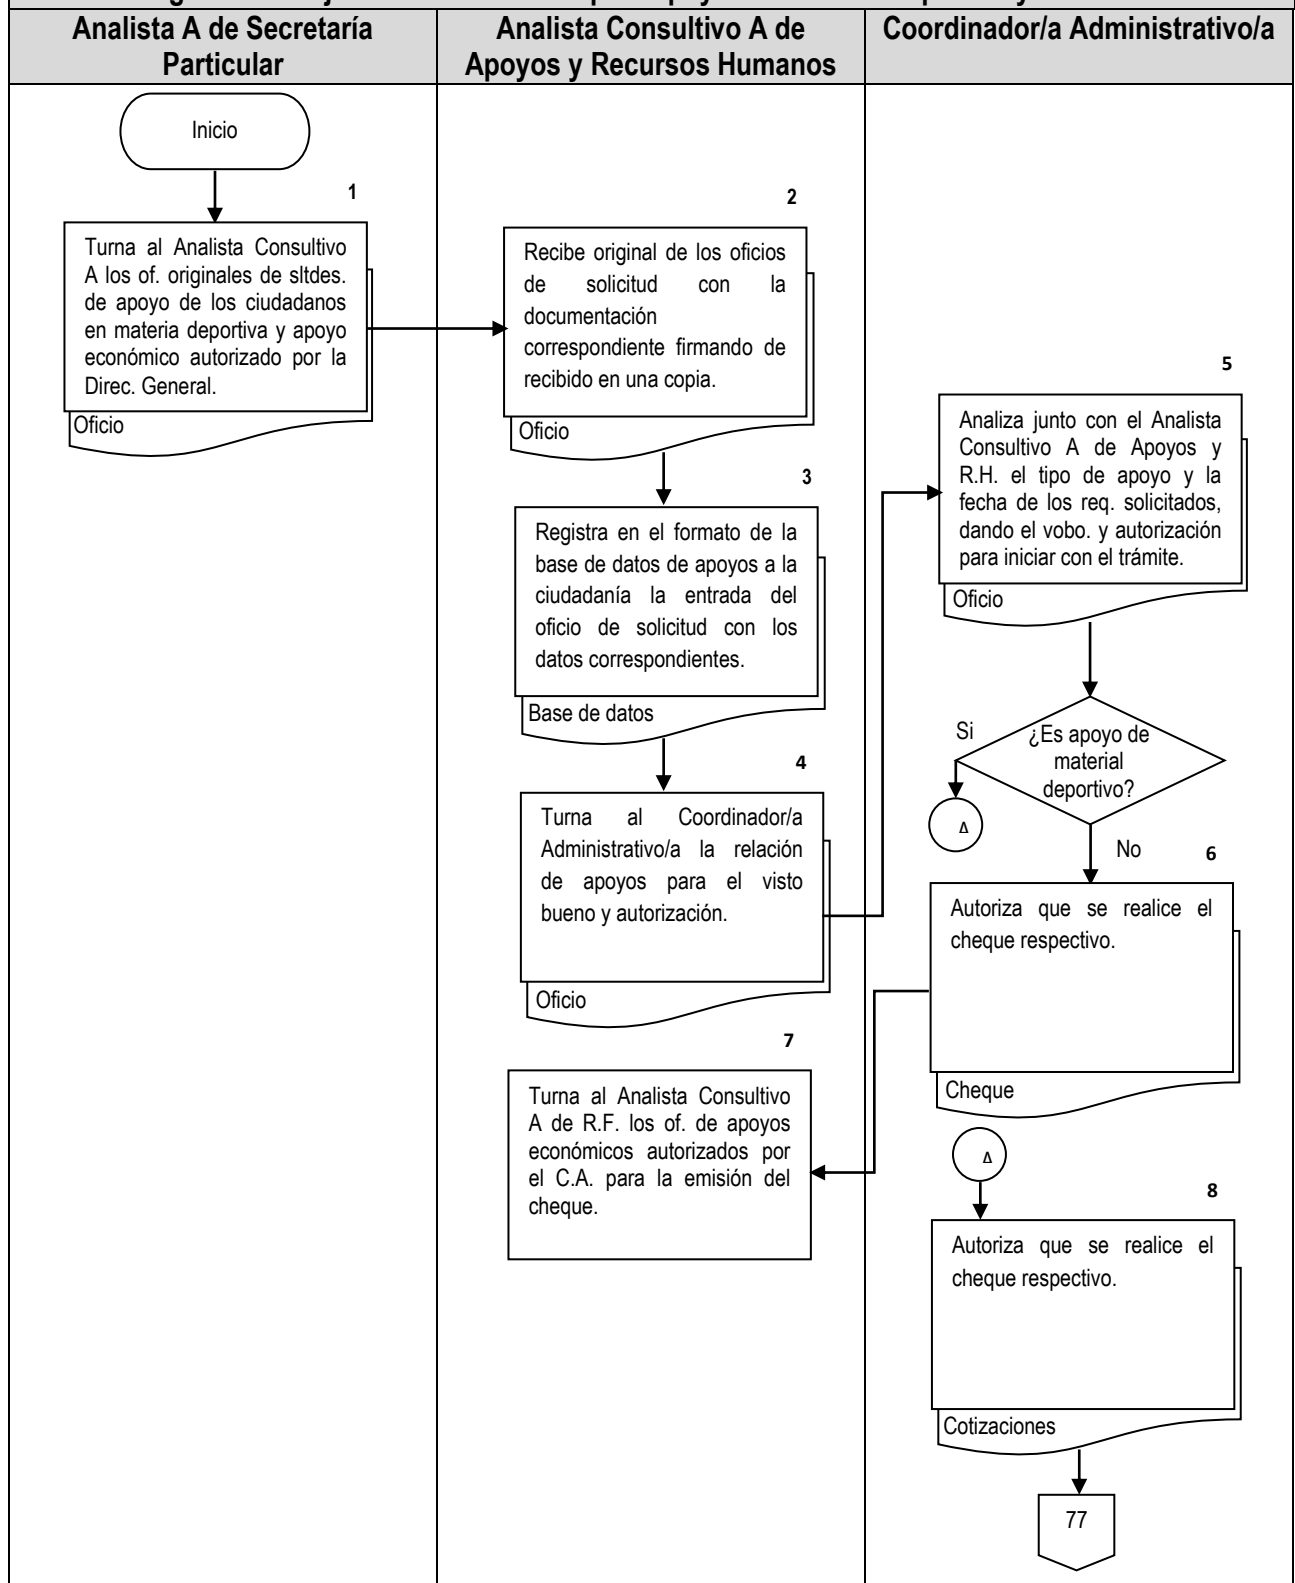 Analista A de Secretaría
Particular
Analista Consultivo A de
Apoyos y Recursos Humanos
Coordinador/a Administrativo/a
Inicio
1
Turna al Analista Consultivo
A los of. originales de sltdes.
de apoyo de los ciudadanos
en materia deportiva y apoyo
económico autorizado por la
Direc. General.
Oficio
2
Recibe original de los oficios
de solicitud con la
documentación
correspondiente firmando de
recibido en una copia.
Oficio
3
Registra en el formato de la
base de datos de apoyos a la
ciudadanía la entrada del
oficio de solicitud con los
datos correspondientes.
Base de datos
4
Turna al Coordinador/a
Administrativo/a la relación
de apoyos para el visto
bueno y autorización.
Oficio
5
Analiza junto con el Analista
Consultivo A de Apoyos y
R.H. el tipo de apoyo y la
fecha de los req. solicitados,
dando el vobo. y autorización
para iniciar con el trámite.
Oficio
Si
¿Es apoyo de
material
deportivo?
Δ
No
6
Autoriza que se realice el
cheque respectivo.
Cheque
7
Turna al Analista Consultivo
A de R.F. los of. de apoyos
económicos autorizados por
el C.A. para la emisión del
cheque.
Δ
8
Autoriza que se realice el
cheque respectivo.
Cotizaciones
77